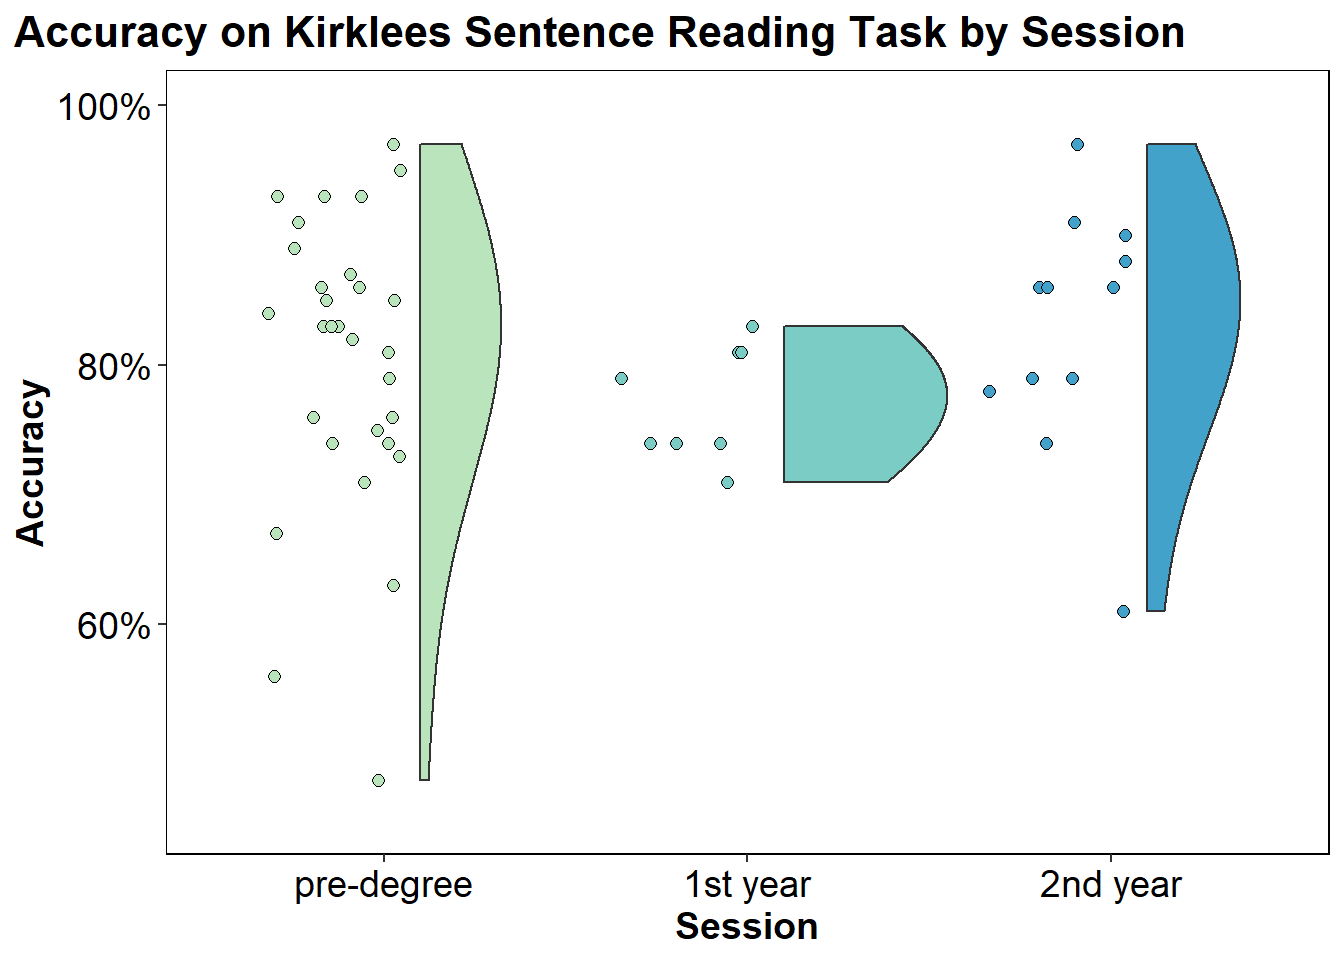 Accuracy on Kirklees Sentence Reading Task by Session
100%
80%
60%
Accuracy
pre-degree 1st year 2nd year
Session